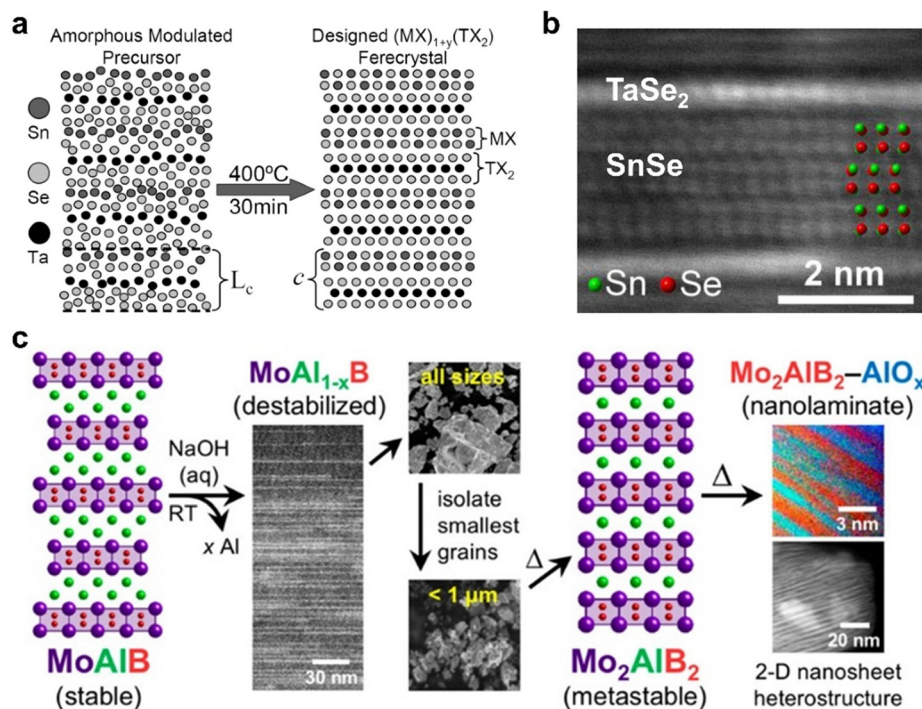 a
Amorphous Modulated
Precursor
Designed (MX)1+y(TX2)
Ferecrystal
Sn
Se
Ta
400ºC
30min
MX
TX2
Lc
c
b
TaSe2
SnSe
Sn Se
2 nm
c
MoAlB
(stable)
NaOH
(aq)
RT
x Al
MoAl1-xB
(destabilized)
30 nm
all sizes
isolate
smallest
grains
< 1 µm
Δ
Mo2AlB2
(metastable)
Δ
Mo2AlB2–AlOx
(nanolaminate)
3 nm
20 nm
2-D nanosheet
heterostructure